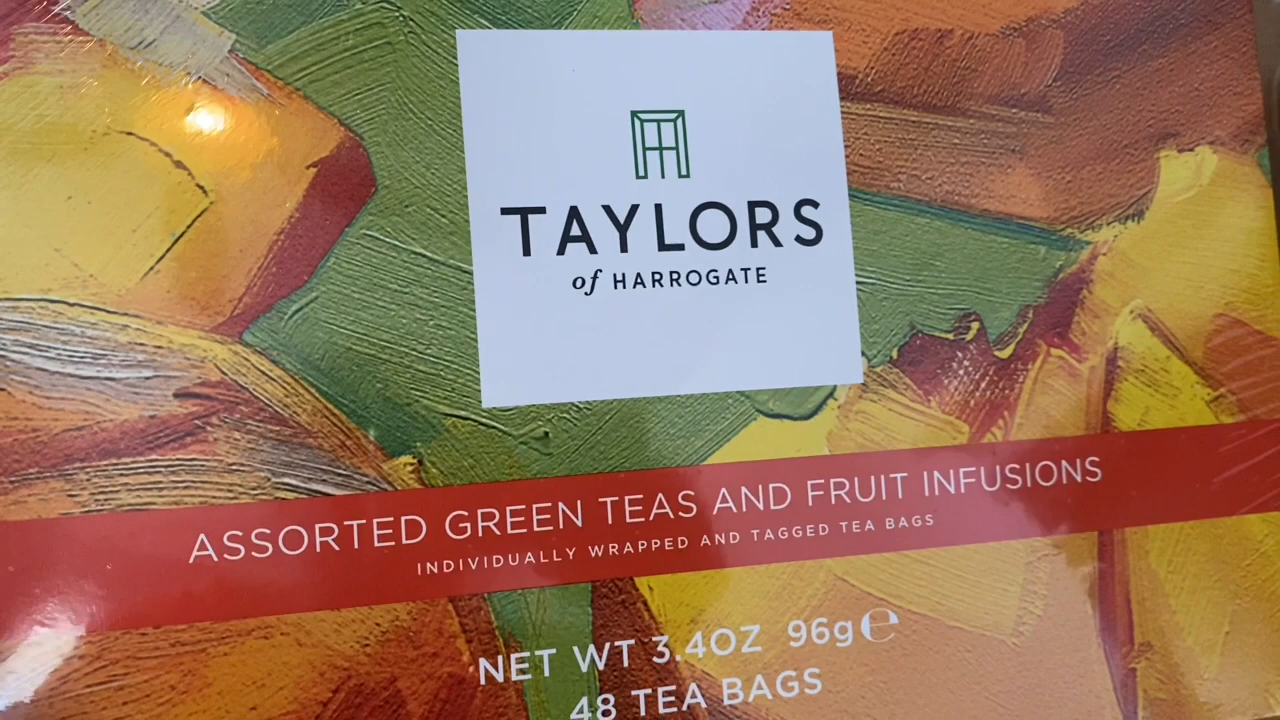 TAYLORS
of HARROGATE
ASSORTED GREEN TEAS AND FRUIT INFUSIONS
INDIVIDUALLY WRAPPED AND TAGGED TEA BAGS
NET WT 3.4OZ 96g ℮
48 TEA BAGS